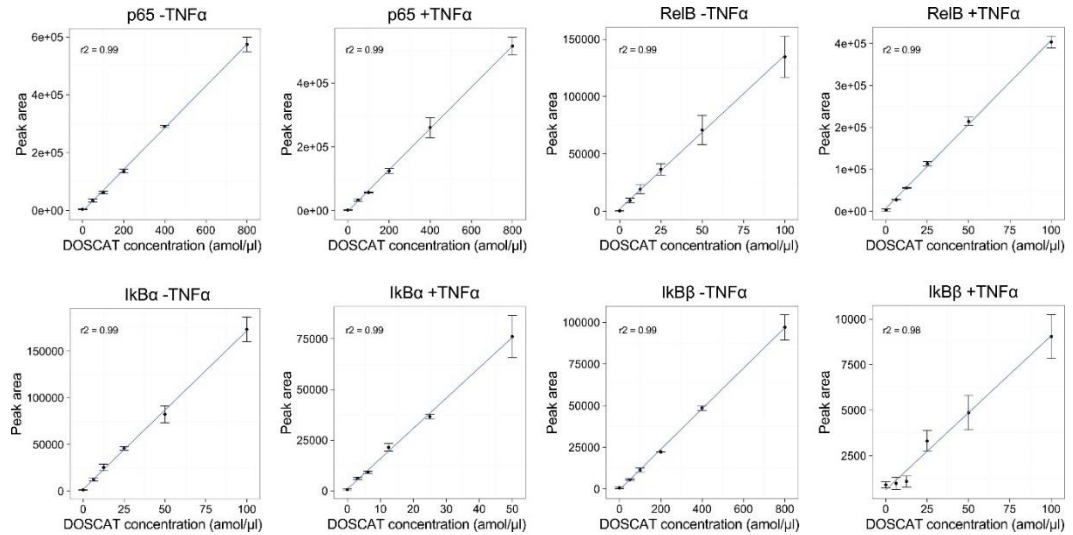 p65 -TNFα
p65 +TNFα
RelB -TNFα
RelB +TNFα
r2 = 0.99
r2 = 0.99
r2 = 0.99
r2 = 0.99
Peak area
6e+05
4e+05
2e+05
0e+00
0 200 400 600 800
DOSCAT concentration (amol/µl)
Peak area
4e+05
2e+05
0e+00
0 200 400 600 800
DOSCAT concentration (amol/µl)
Peak area
150000
100000
50000
0
0 25 50 75 100
DOSCAT concentration (amol/µl)
Peak area
4e+05
3e+05
2e+05
1e+05
0e+00
0 25 50 75 100
DOSCAT concentration (amol/µl)
IkBα -TNFα
IkBα +TNFα
IkBβ -TNFα
IkBβ +TNFα
r2 = 0.99
r2 = 0.99
r2 = 0.99
r2 = 0.98
Peak area
150000
100000
50000
0
0 25 50 75 100
DOSCAT concentration (amol/µl)
Peak area
75000
50000
25000
0
0 10 20 30 40 50
DOSCAT concentration (amol/µl)
Peak area
100000
75000
50000
25000
0
0 200 400 600 800
DOSCAT concentration (amol/µl)
Peak area
10000
7500
5000
2500
0 25 50 75 100
DOSCAT concentration (amol/µl)